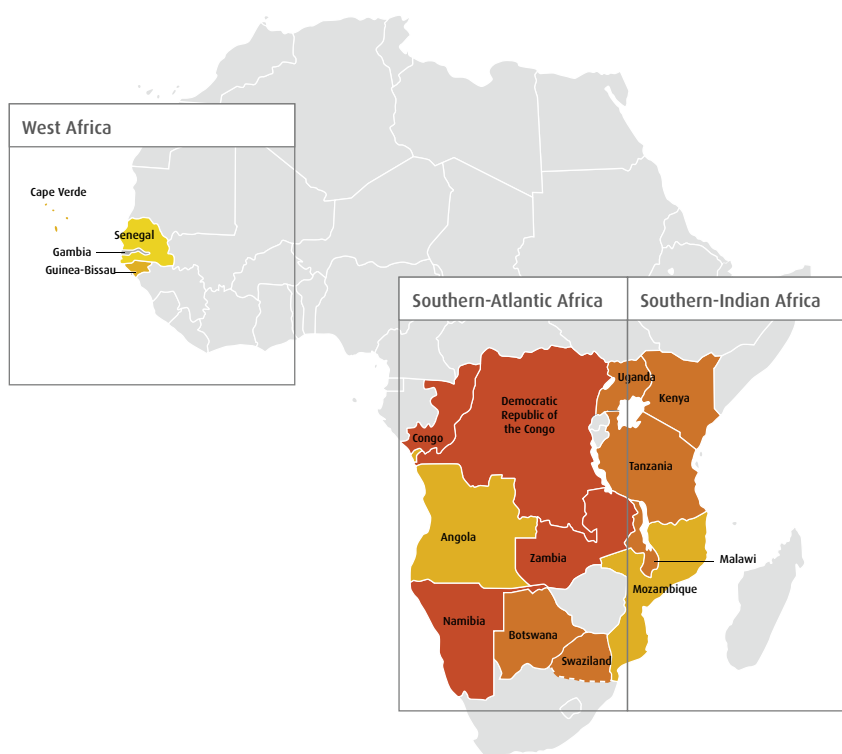 West Africa
Cape Verde
Senegal
Gambia
Guinea-Bissau
Southern-Atlantic Africa
Southern-Indian Africa
Uganda
Kenya
Democratic
Republic of
the Congo
Congo
Tanzania
Angola
Zambia
Malawi
Mozambique
Namibia
Botswana
Swaziland